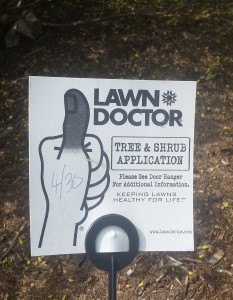 LAWN
DOCTOR
TREE & SHRUB
APPLICATION
Please See Door Hanger
For Additional Information.
KEEPING LAWNS
HEALTHY FOR LIFE.
4/30
www.lawndoctor.com